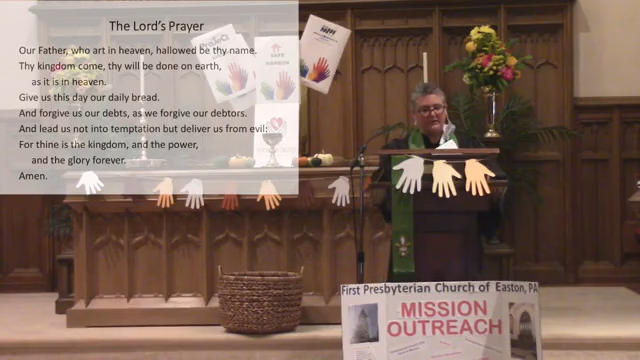 The Lord's Prayer
Our Father, who art in heaven, hallowed be thy name.
Thy kingdom come, thy will be done on earth,
as it is in heaven.
Give us this day our daily bread.
And forgive us our debts, as we forgive our debtors.
And lead us not into temptation but deliver us from evil:
For thine is the kingdom, and the power,
and the glory forever.
Amen.
SAFE
HARBOR
First Presbyterian Church of Easton, PA
MISSION
OUTREACH